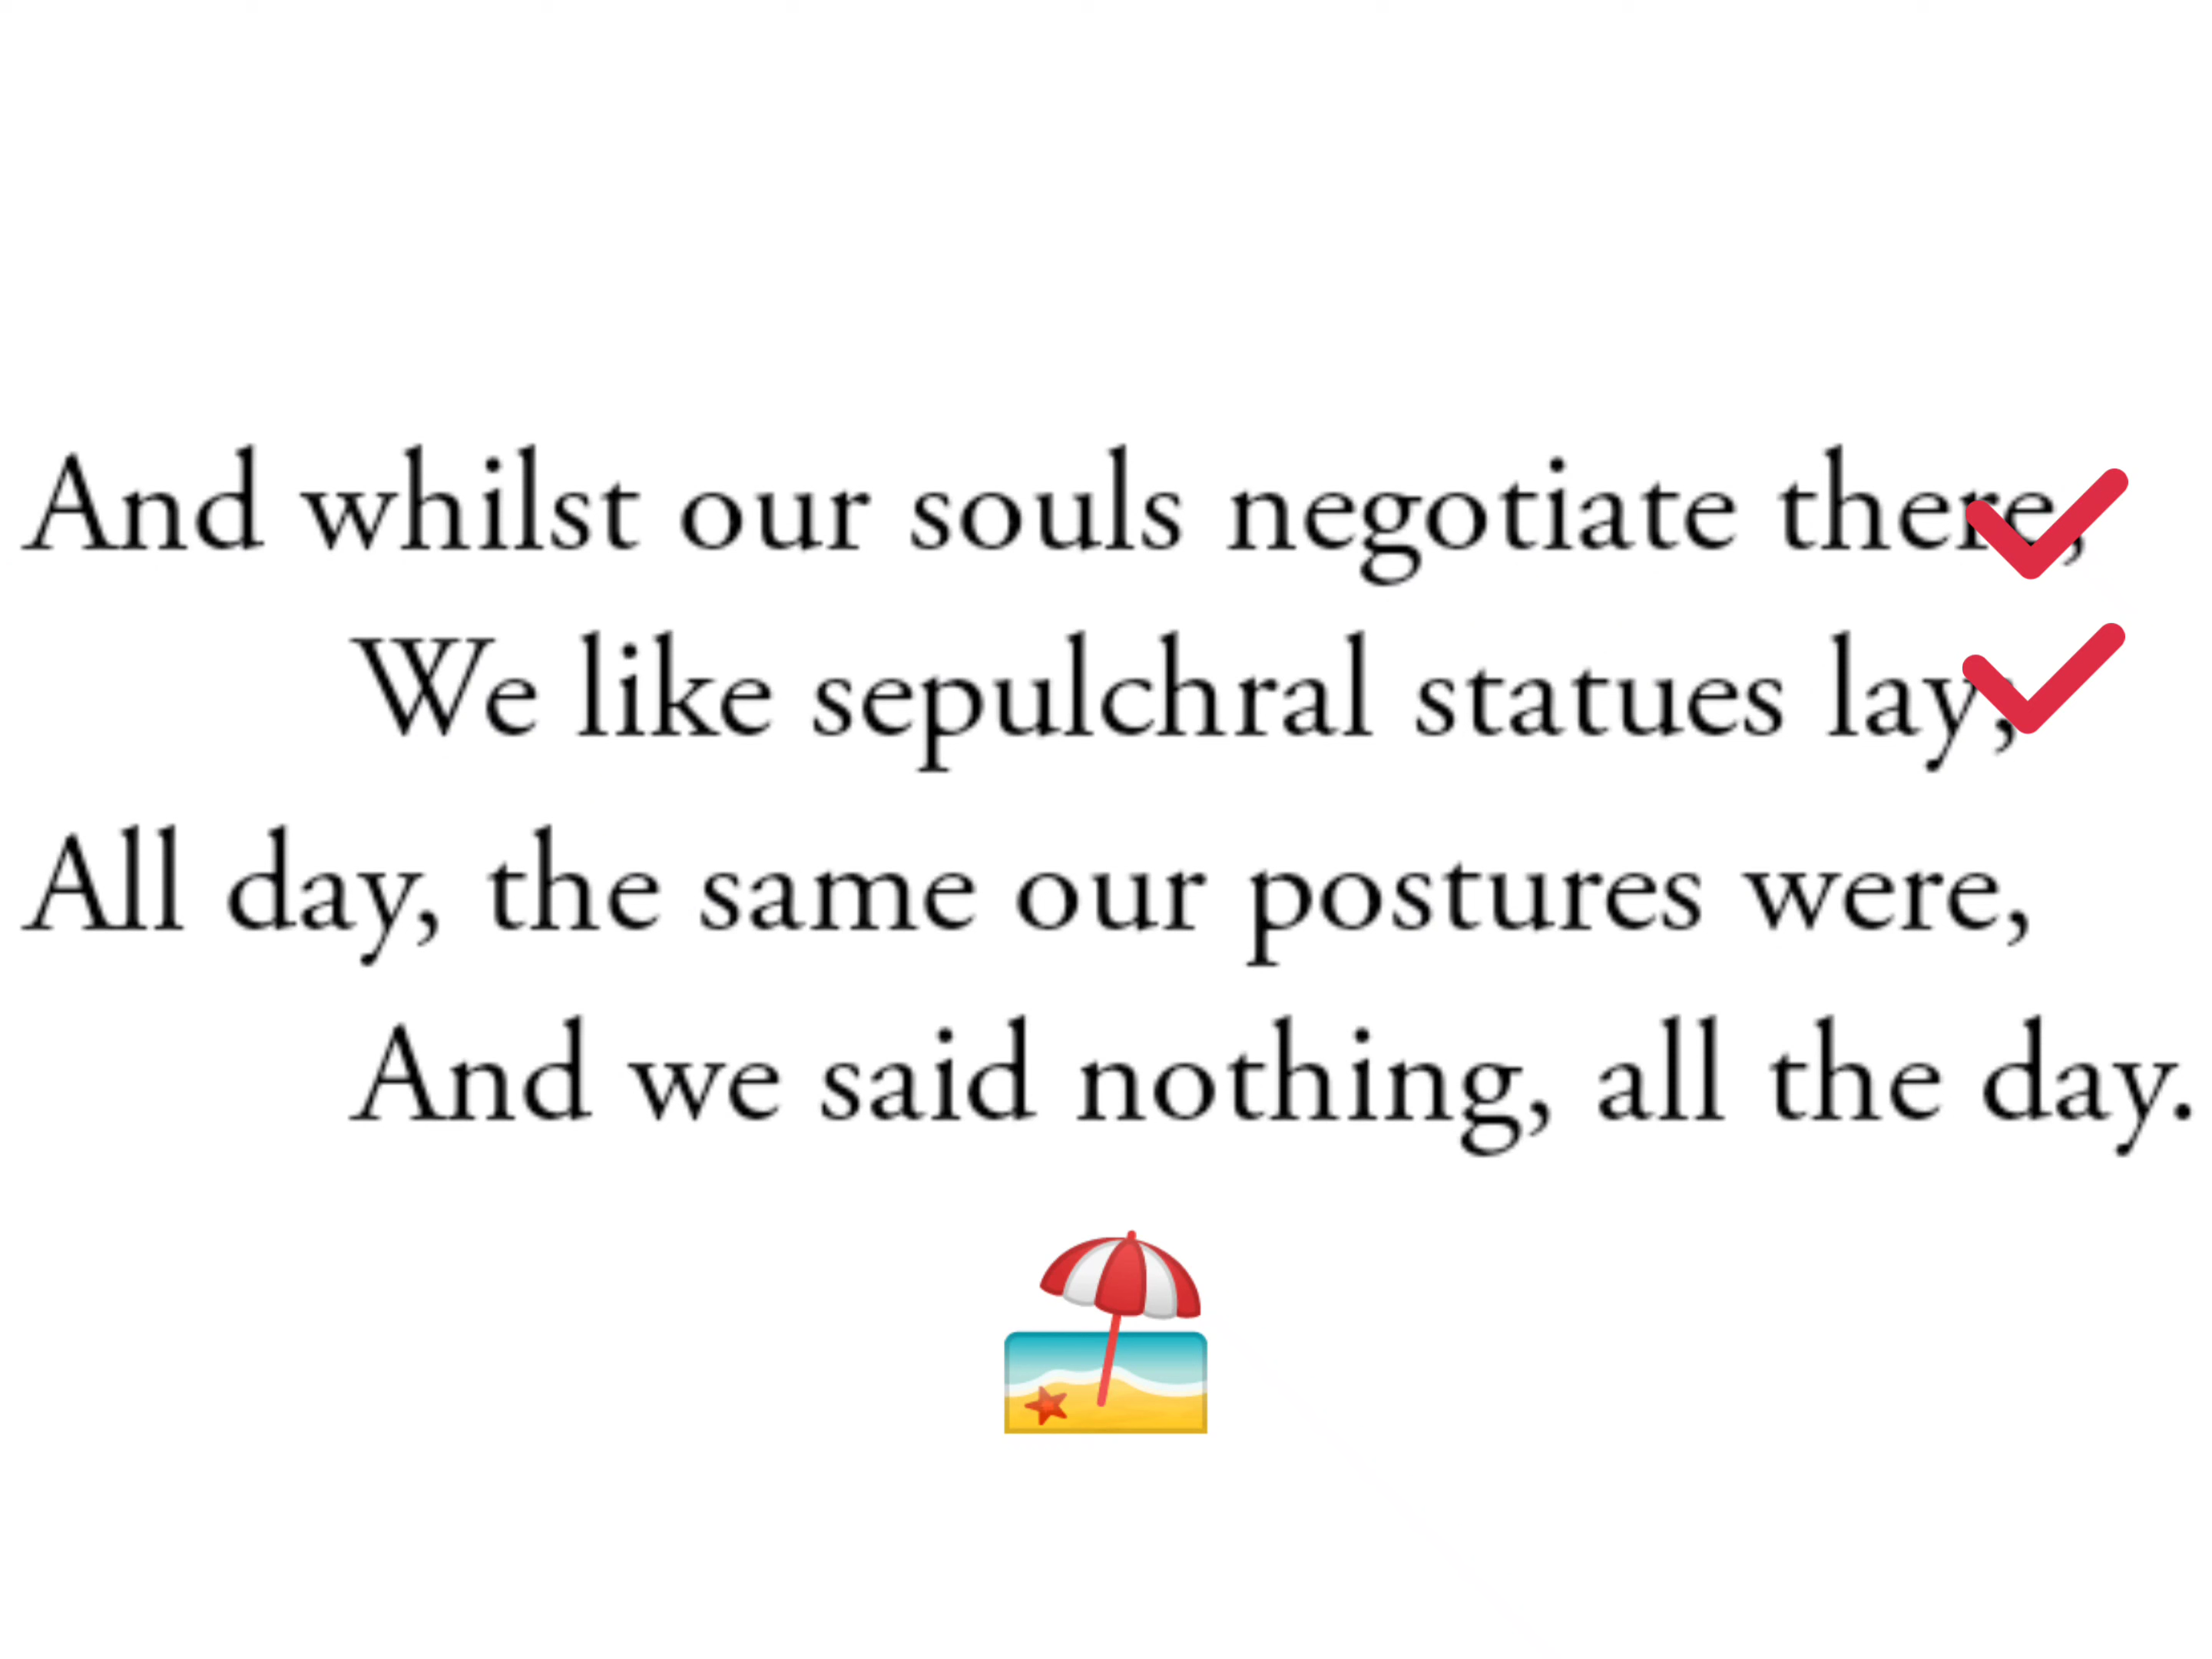 And whilst our souls negotiate there,
We like sepulchral statues lay;
All day, the same our postures were,
And we said nothing, all the day.